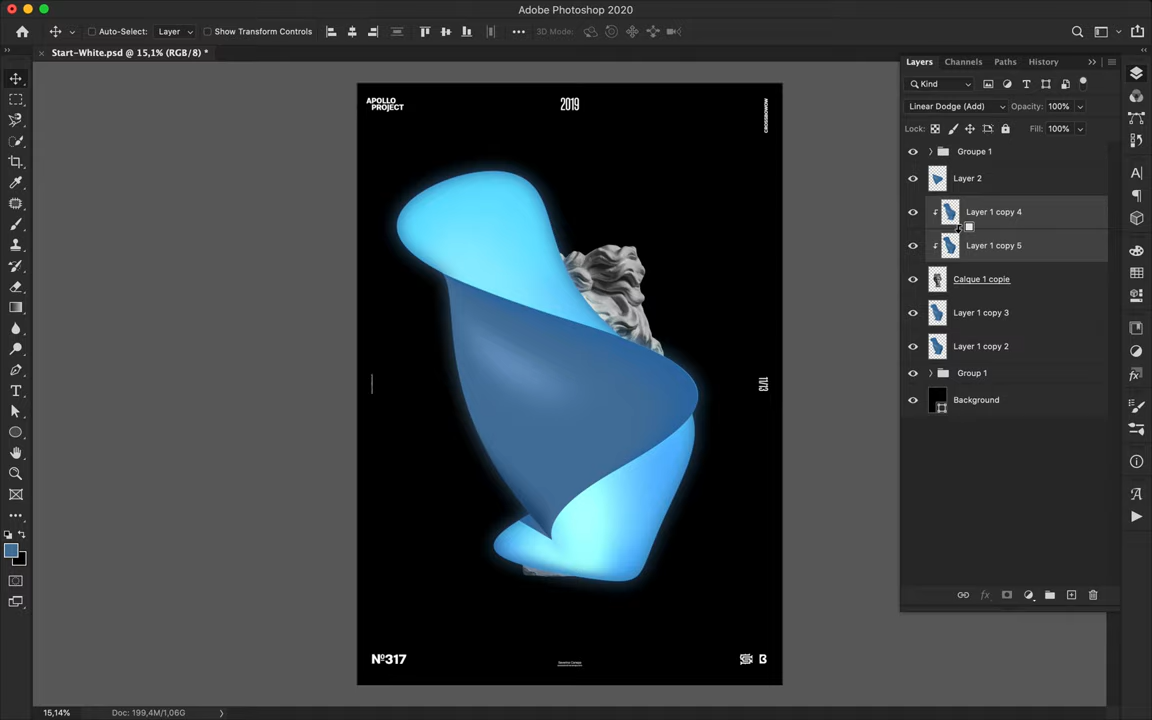 Adobe Photoshop 2020
Auto-Select:
Layer
Show Transform Controls
3D Mode:
Start-White.psd @ 15,1% (RGB/8) *
Layers
Channels
Paths
History
Kind
Linear Dodge (Add)
Opacity:
100%
Lock:
Fill:
100%
Groupe 1
Layer 2
Layer 1 copy 4
Layer 1 copy 5
Calque 1 copie
Layer 1 copy 3
Layer 1 copy 2
Group 1
Background
APOLLO
PROJECT
2019
CROSSBOWMAN
11/13
Nº317
15,14%
Doc: 199,4M/1,06G